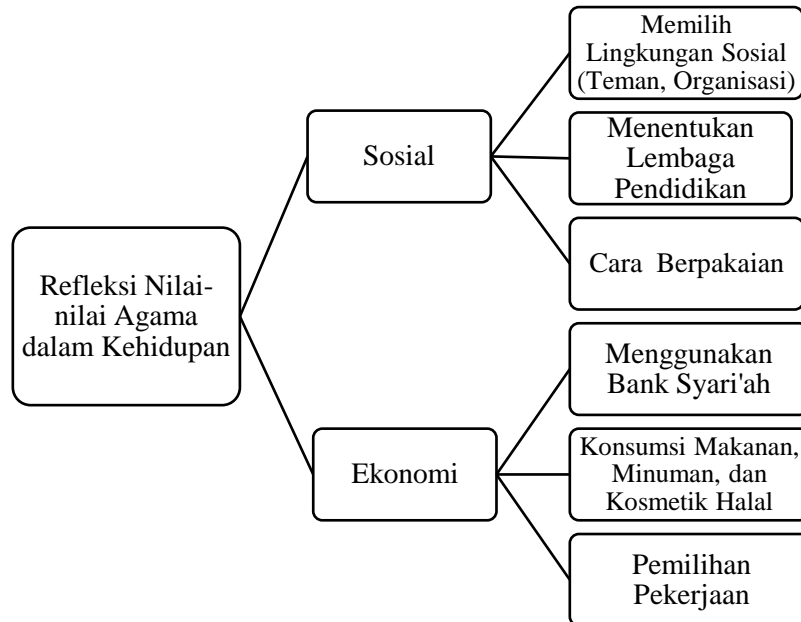 Memilih
Lingkungan Sosial
(Teman, Organisasi)
Sosial
Menentukan
Lembaga
Pendidikan
Cara Berpakaian
Refleksi Nilai-
nilai Agama
dalam Kehidupan
Menggunakan
Bank Syari'ah
Ekonomi
Konsumsi Makanan,
Minuman, dan
Kosmetik Halal
Pemilihan
Pekerjaan